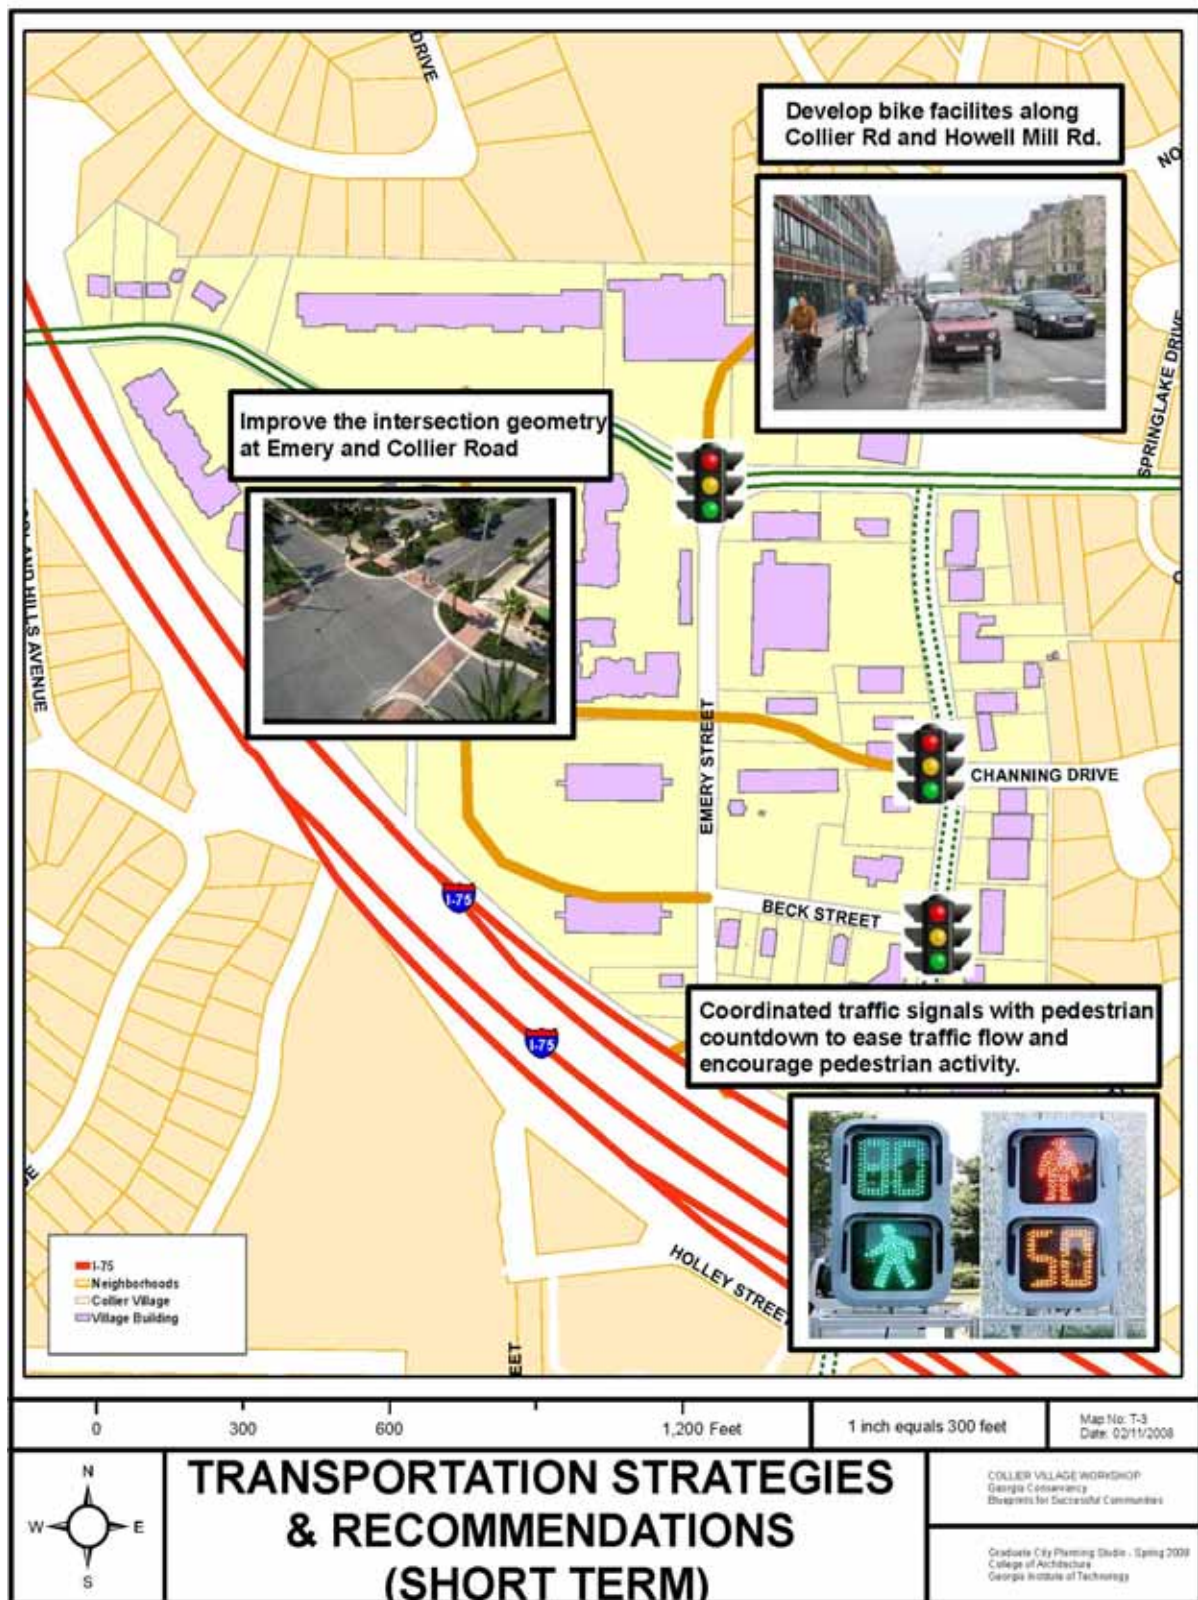 DRIVE
Develop bike facilites along
Collier Rd and Howell Mill Rd.
NO
SPRINGLAKE DRIVE
Improve the intersection geometry
at Emery and Collier Road
HILLS AVENUE
EMERY STREET
CHANNING DRIVE
BECK STREET
I-75
I-75
Coordinated traffic signals with pedestrian
countdown to ease traffic flow and
encourage pedestrian activity.
80
50
HOLLEY STREET
EET
I-75
Neighborhoods
Collier Village
Village Building
0 300 600 1,200 Feet
1 inch equals 300 feet
Map No: T-3
Date: 02/11/2008
N
W E
S
TRANSPORTATION STRATEGIES
& RECOMMENDATIONS
(SHORT TERM)
COLLIER VILLAGE WORKSHOP
Georgia Conservancy
Blueprints for Successful Communities
Graduate City Planning Studio - Spring 2008
College of Architecture
Georgia Institute of Technology